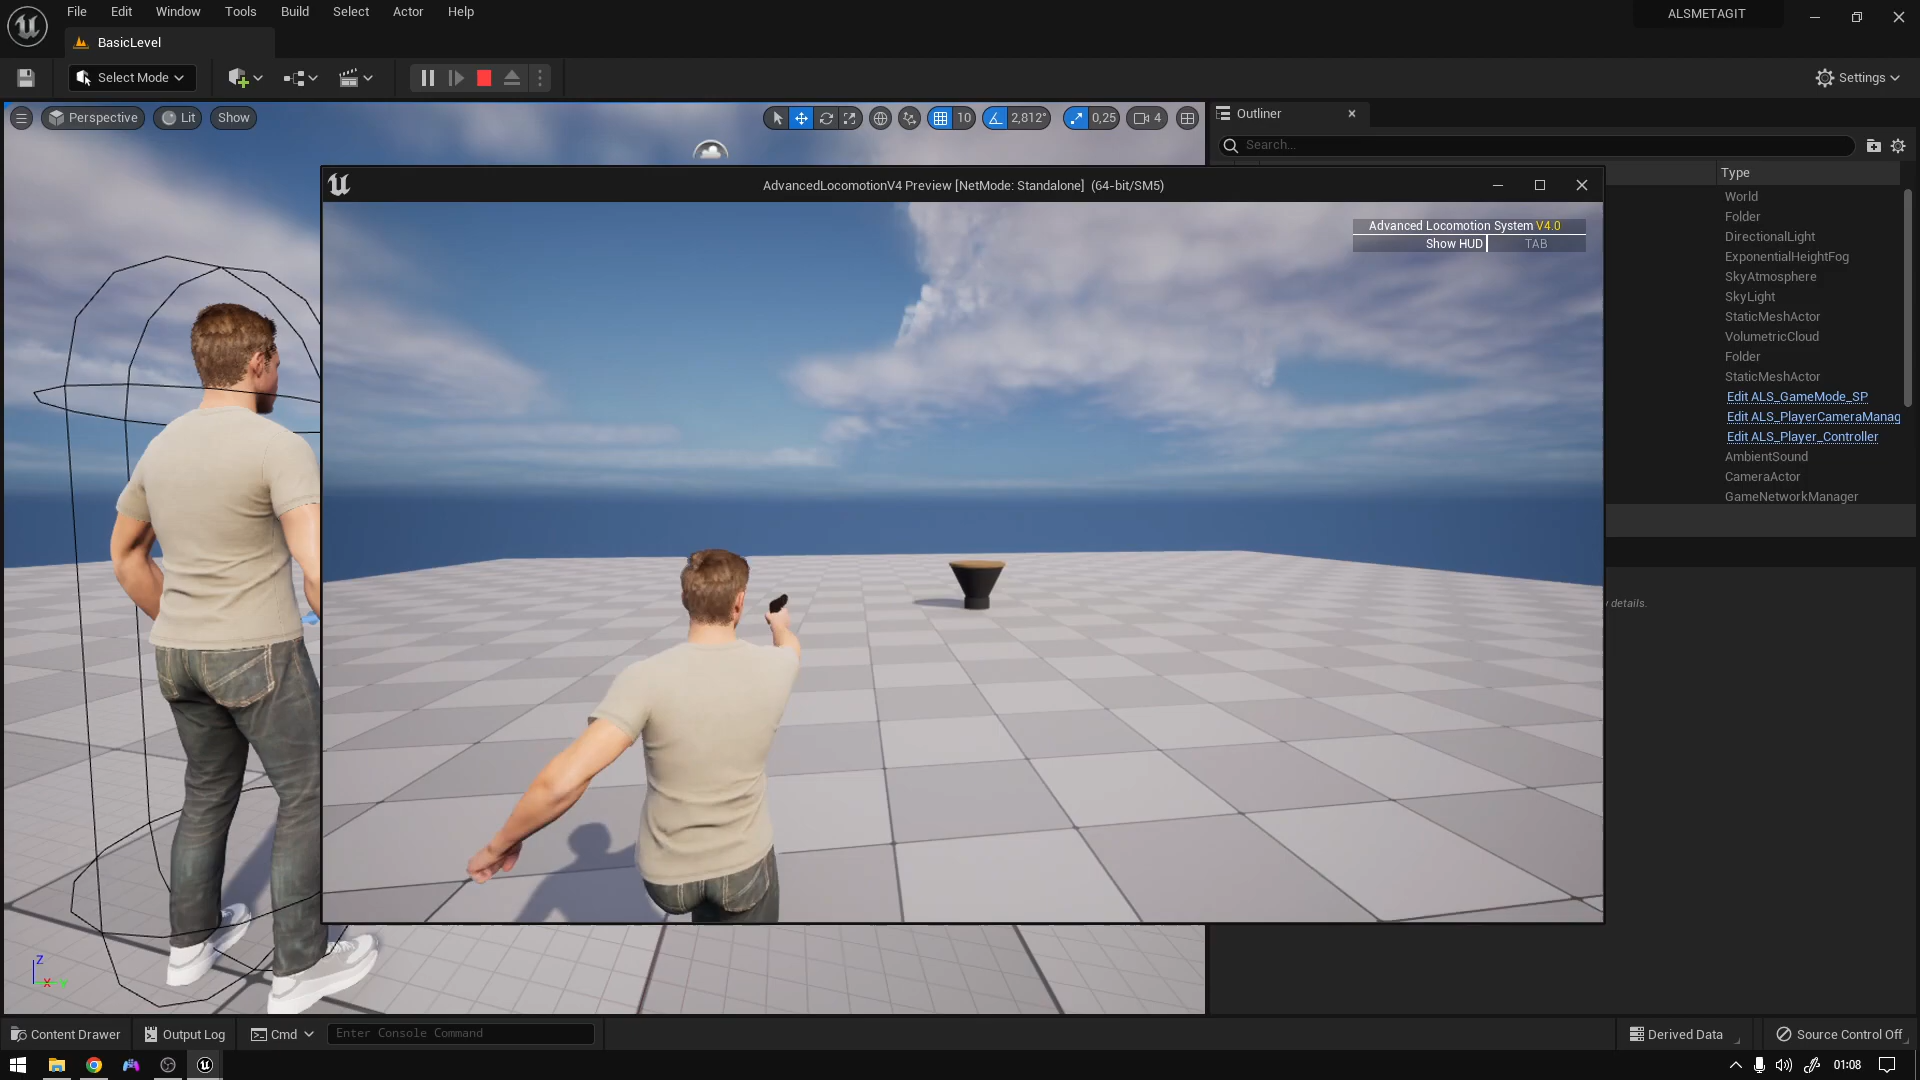 File Edit Window Tools Build Select Actor Help
ALSMETAGIT
BasicLevel
Select Mode
Settings
Perspective Lit Show
10 2,812° 0,25 4
Outliner
Search...
Type
AdvancedLocomotionV4 Preview [NetMode: Standalone] (64-bit/SM5)
Advanced Locomotion System V4.0
Show HUD TAB
World
Folder
DirectionalLight
ExponentialHeightFog
SkyAtmosphere
SkyLight
StaticMeshActor
VolumetricCloud
Folder
StaticMeshActor
Edit ALS_GameMode_SP
Edit ALS_PlayerCameraManag
Edit ALS_Player_Controller
AmbientSound
CameraActor
GameNetworkManager
details.
Z
X
Content Drawer Output Log Cmd Enter Console Command
Derived Data Source Control Off
01:08